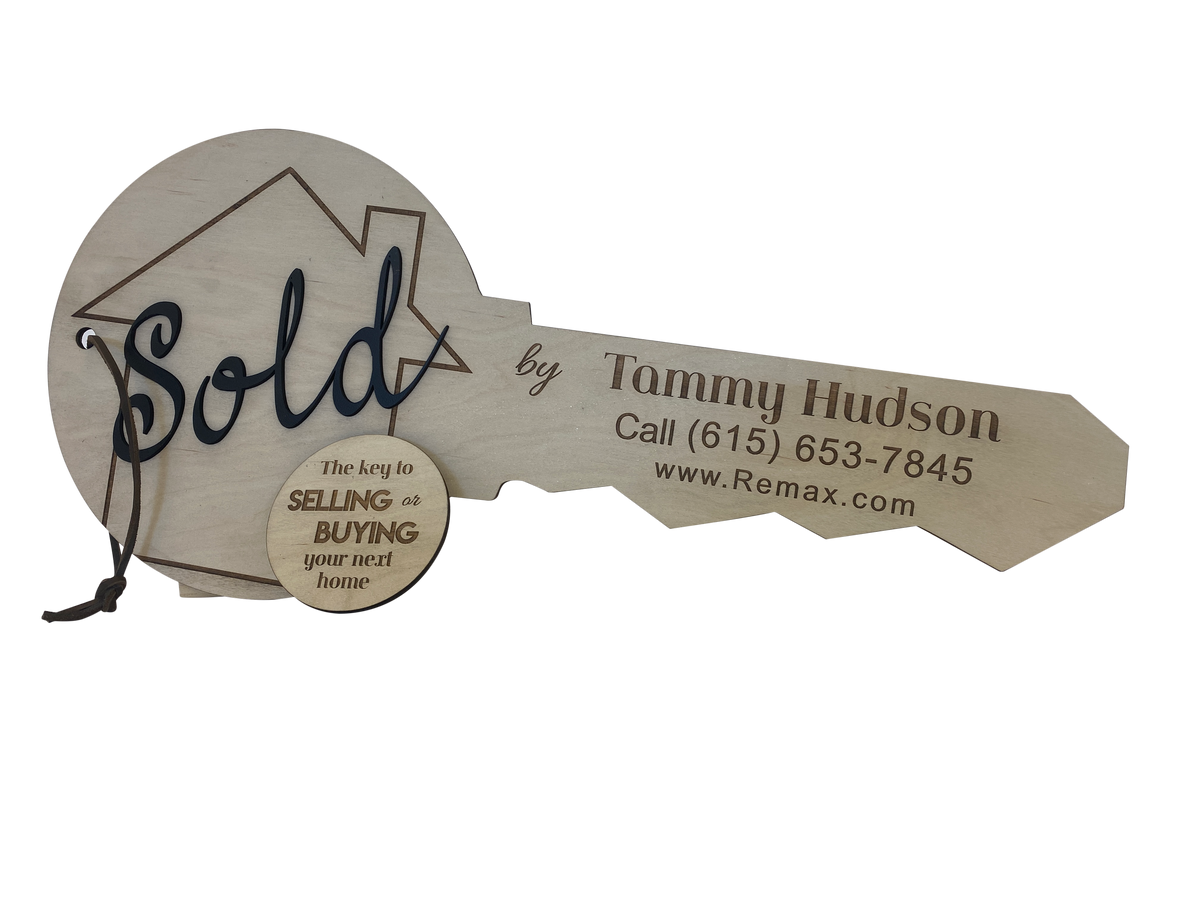 Sold
by
Tammy Hudson
Call (615) 653-7845
www.Remax.com
The key to
SELLING or
BUYING
your next
home